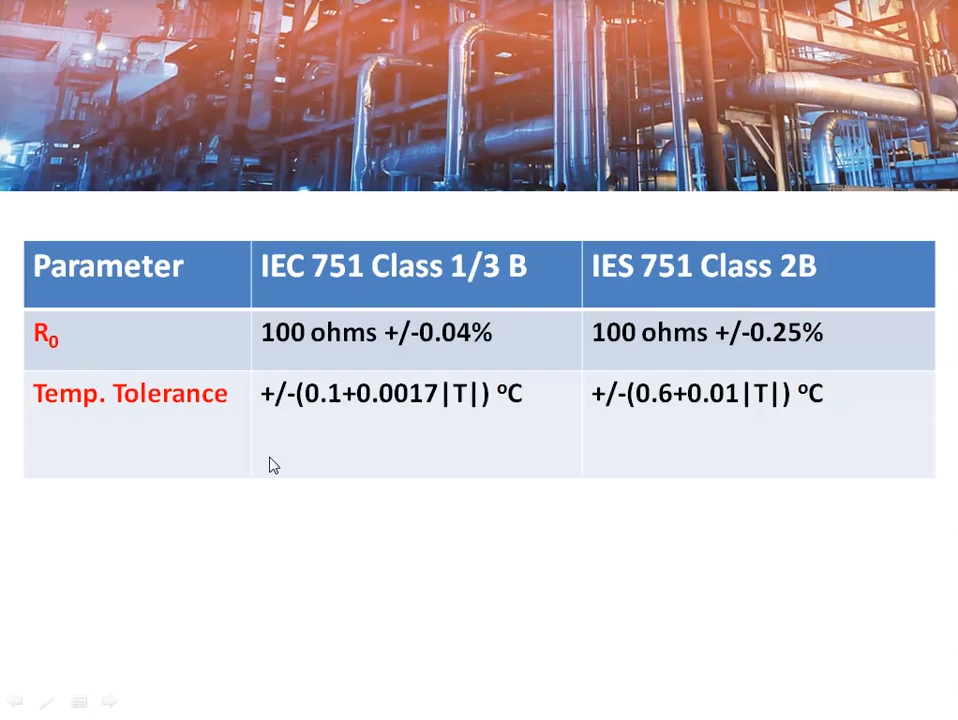 Parameter IEC 751 Class 1/3 B IES 751 Class 2B
R₀ 100 ohms +/-0.04% 100 ohms +/-0.25%
Temp. Tolerance +/-(0.1+0.0017|T|) ºC +/-(0.6+0.01|T|) ºC